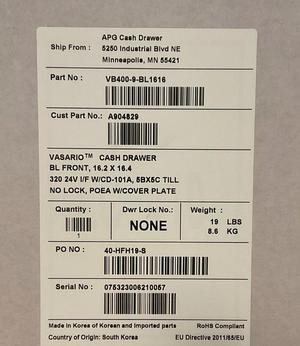 APG Cash Drawer
Ship From : 5250 Industrial Blvd NE
Minneapolis, MN 55421
Part No : VB400-9-BL1616
Cust Part No.: A904829
VASARIO™ CASH DRAWER
BL FRONT, 16.2 X 16.4
320 24V I/F W/CD-101A, 5BX5C TILL
NO LOCK, POEA W/COVER PLATE
Quantity : Dwr Lock No.: Weight :
1 NONE 19 LBS
8.6 KG
PO NO : 40-HFH19-S
Serial No : 075323006210057
Made in Korea of Korean and Imported parts RoHS Compliant
Country of Origin: South Korea EU Directive 2011/65/EU